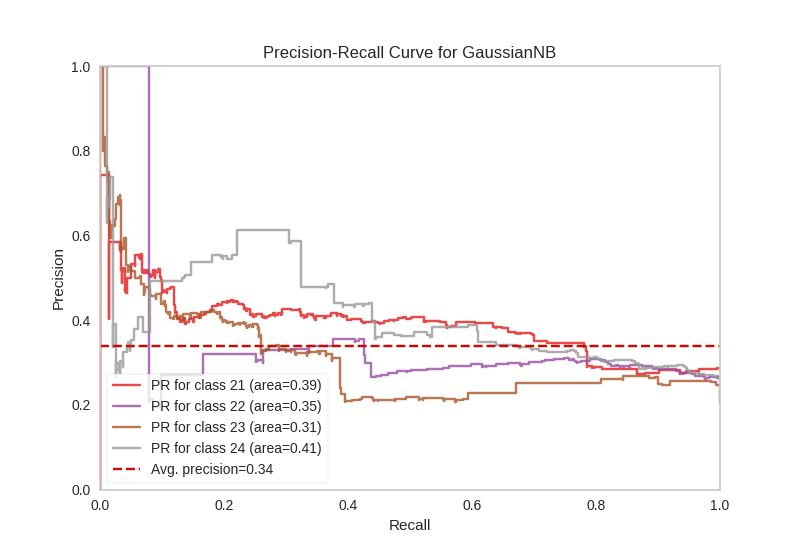 Precision-Recall Curve for GaussianNB
1.0
0.8
0.6
0.4
0.2
0.0
Precision
PR for class 21 (area=0.39)
PR for class 22 (area=0.35)
PR for class 23 (area=0.31)
PR for class 24 (area=0.41)
Avg. precision=0.34
0.0 0.2 0.4 0.6 0.8 1.0
Recall